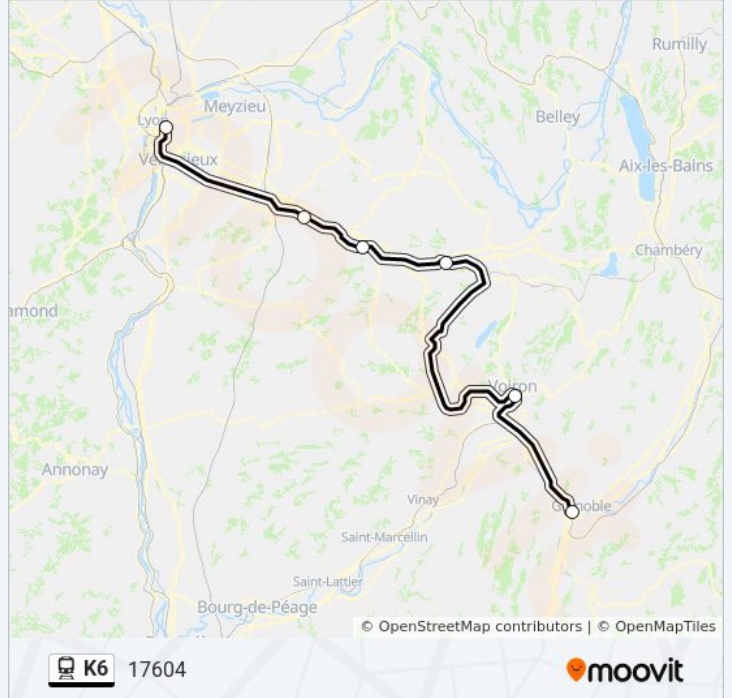 Rumilly
Meyzieu
Lyon
Belley
Vénissieux
Aix-les-Bains
Chambéry
amond
Voiron
Annonay
Vinay
Grenoble
Saint-Marcellin
Saint-Lattier
Bourg-de-Péage
© OpenStreetMap contributors | © OpenMapTiles
K6 17604
moovit